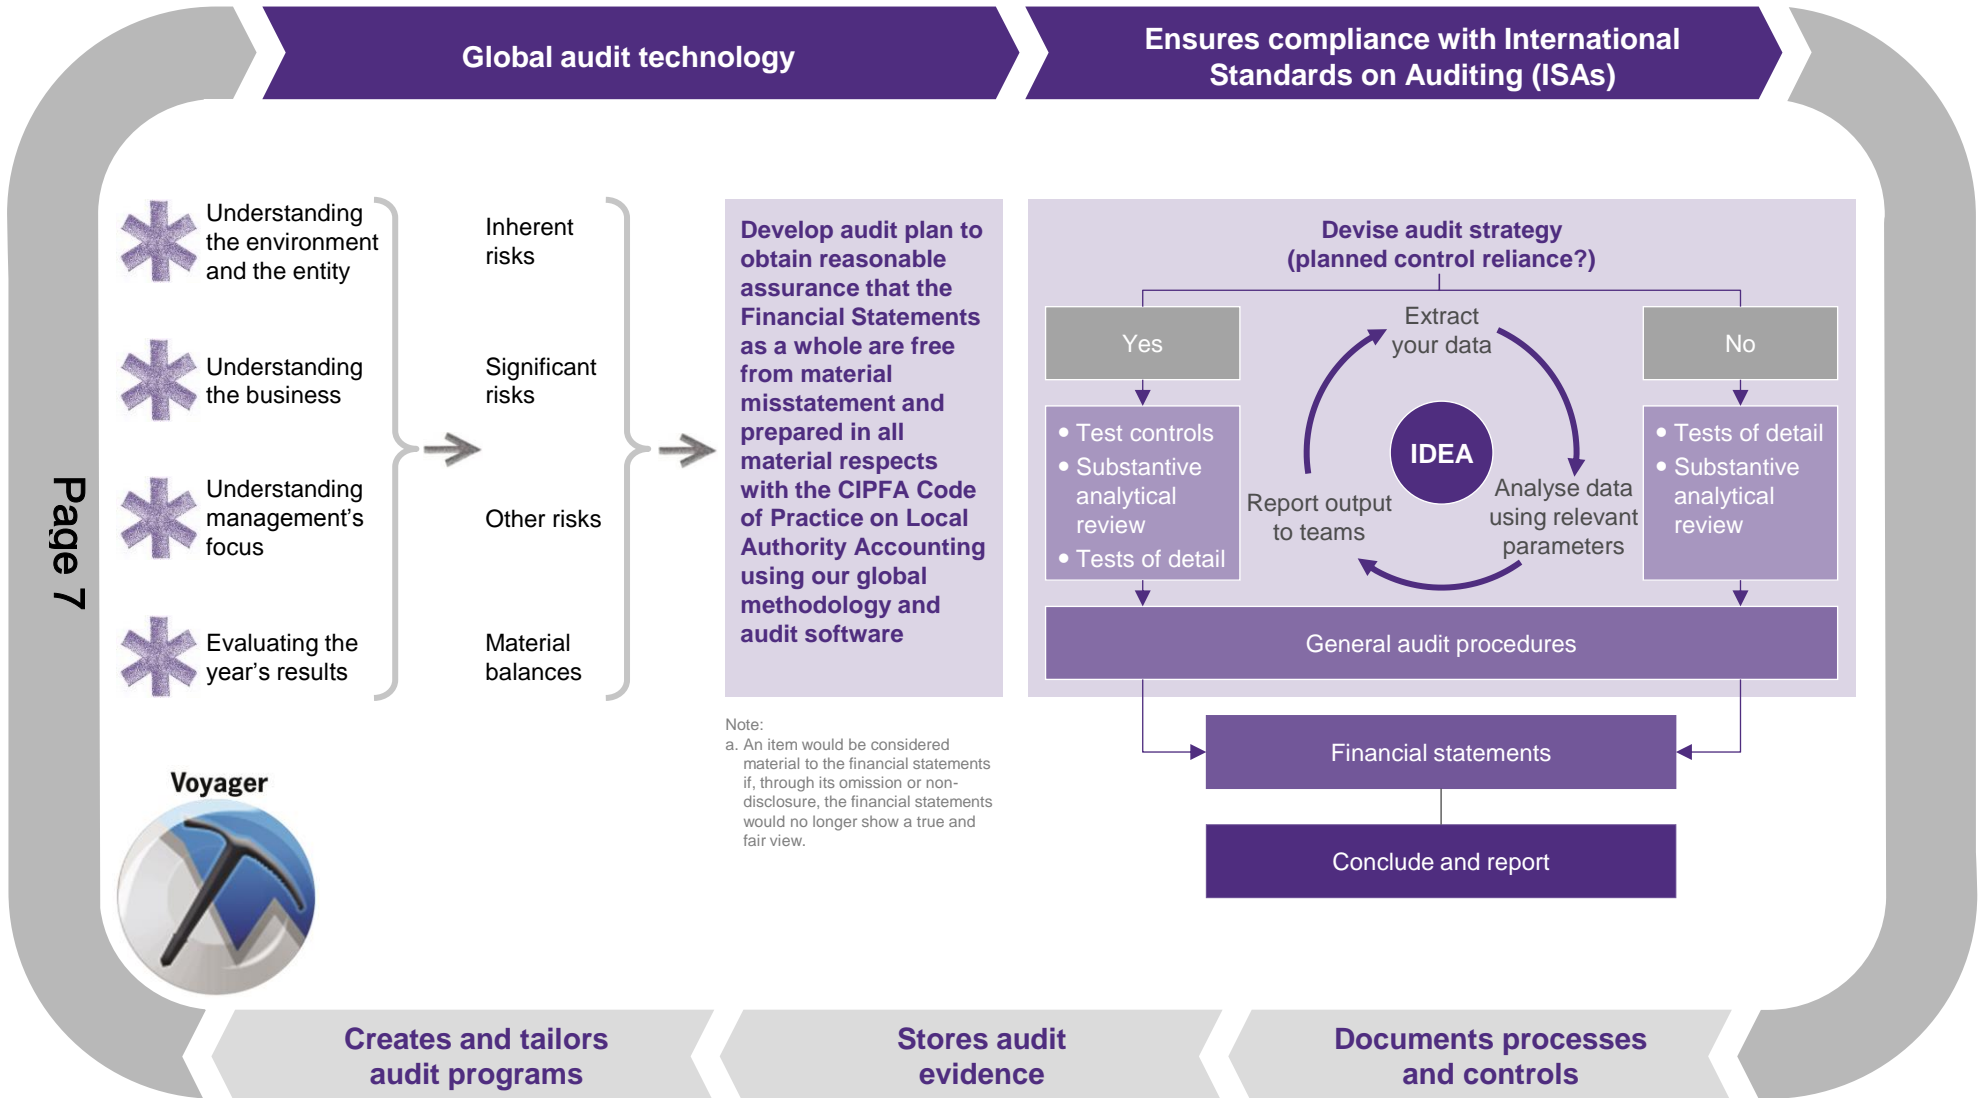 Global audit technology
Ensures compliance with International
Standards on Auditing (ISAs)
Page 7
Understanding
the environment
and the entity
Understanding
the business
Understanding
management’s
focus
Evaluating the
year’s results
Inherent
risks
Significant
risks
Other risks
Material
balances
Develop audit plan to
obtain reasonable
assurance that the
Financial Statements
as a whole are free
from material
misstatement and
prepared in all
material respects
with the CIPFA Code
of Practice on Local
Authority Accounting
using our global
methodology and
audit software
Note:
a. An item would be considered
material to the financial statements
if, through its omission or non-
disclosure, the financial statements
would no longer show a true and
fair view.
Devise audit strategy
(planned control reliance?)
Yes
• Test controls
• Substantive
analytical
review
• Tests of detail
Extract
your data
IDEA
Analyse data
using relevant
parameters
Report output
to teams
No
• Tests of detail
• Substantive
analytical
review
General audit procedures
Financial statements
Conclude and report
Voyager
Creates and tailors
audit programs
Stores audit
evidence
Documents processes
and controls